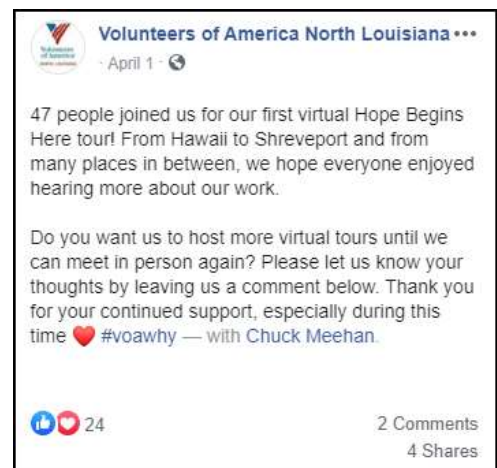 Volunteers of America North Louisiana •••
· April 1 ·
47 people joined us for our first virtual Hope Begins
Here tour! From Hawaii to Shreveport and from
many places in between, we hope everyone enjoyed
hearing more about our work.
Do you want us to host more virtual tours until we
can meet in person again? Please let us know your
thoughts by leaving us a comment below. Thank you
for your continued support, especially during this
time ❤️ #voawhy — with Chuck Meehan.
24
2 Comments
4 Shares